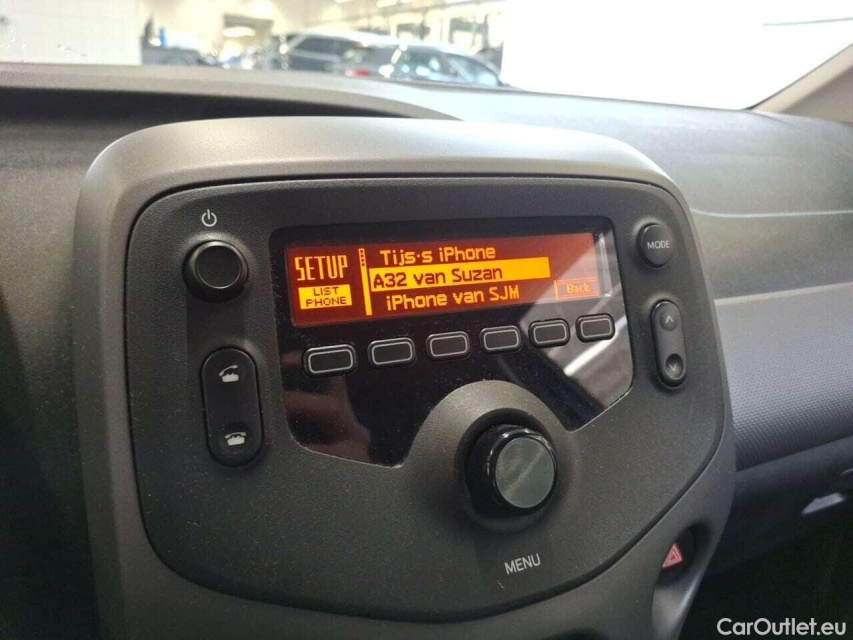 SETUP
LIST
PHONE
Tijs·s iPhone
A32 van Suzan
iPhone van SJM
Back
MODE
MENU
CarOutlet.eu